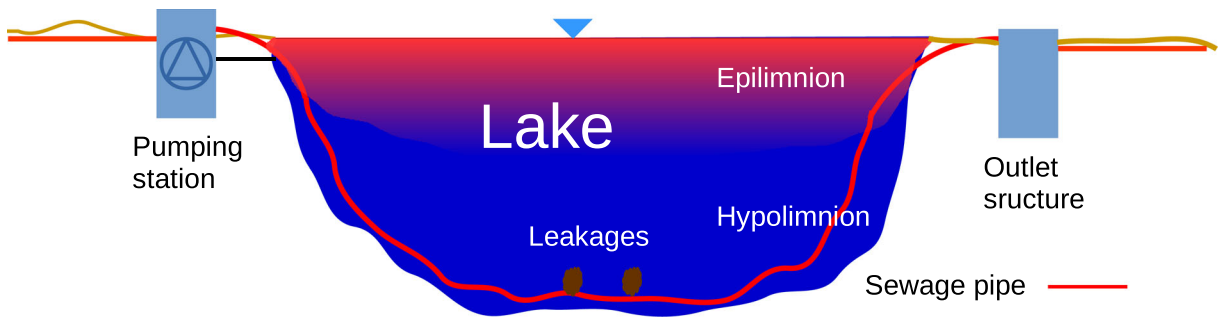 Epilimnion
Lake
Pumping
station
Outlet
sructure
Hypolimnion
Leakages
Sewage pipe